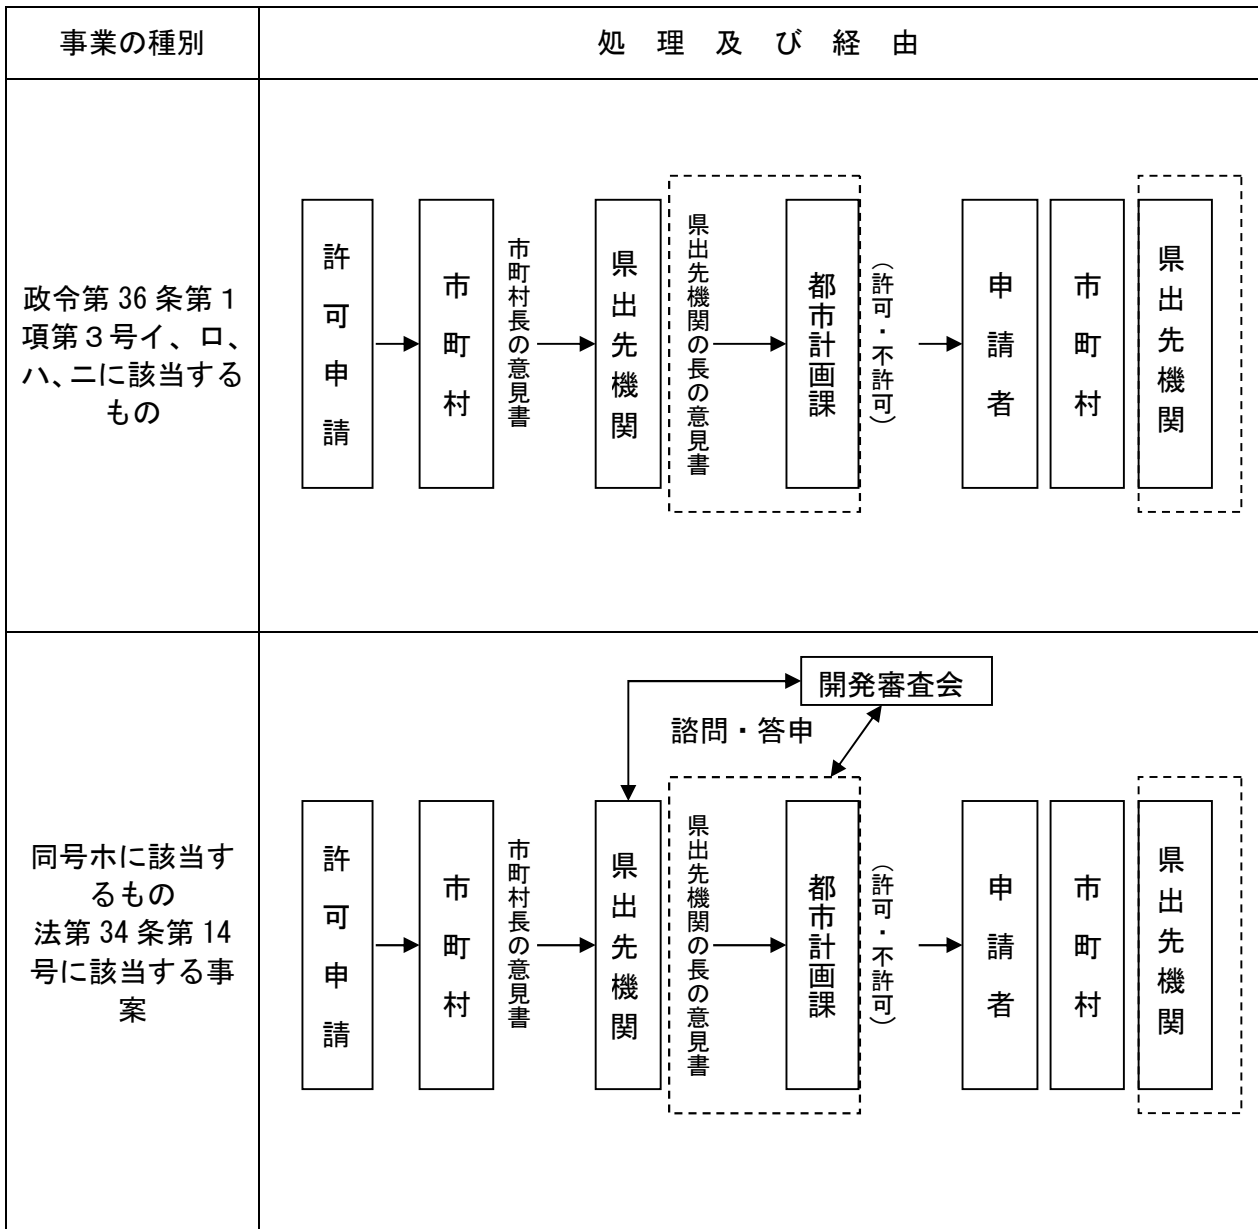 事業の種別
処　理　及　び　経　由
政令第 36 条第１
項第３号イ、ロ、
ハ、ニに該当する
もの
許可申請
市町村
市町村長の意見書
県出先機関
県出先機関の長の意見書
都市計画課
（許可・不許可）
申請者
市町村
県出先機関
同号ホに該当す
るもの
法第 34 条第 14
号に該当する事
案
開発審査会
諮問・答申
許可申請
市町村
市町村長の意見書
県出先機関
県出先機関の長の意見書
都市計画課
（許可・不許可）
申請者
市町村
県出先機関